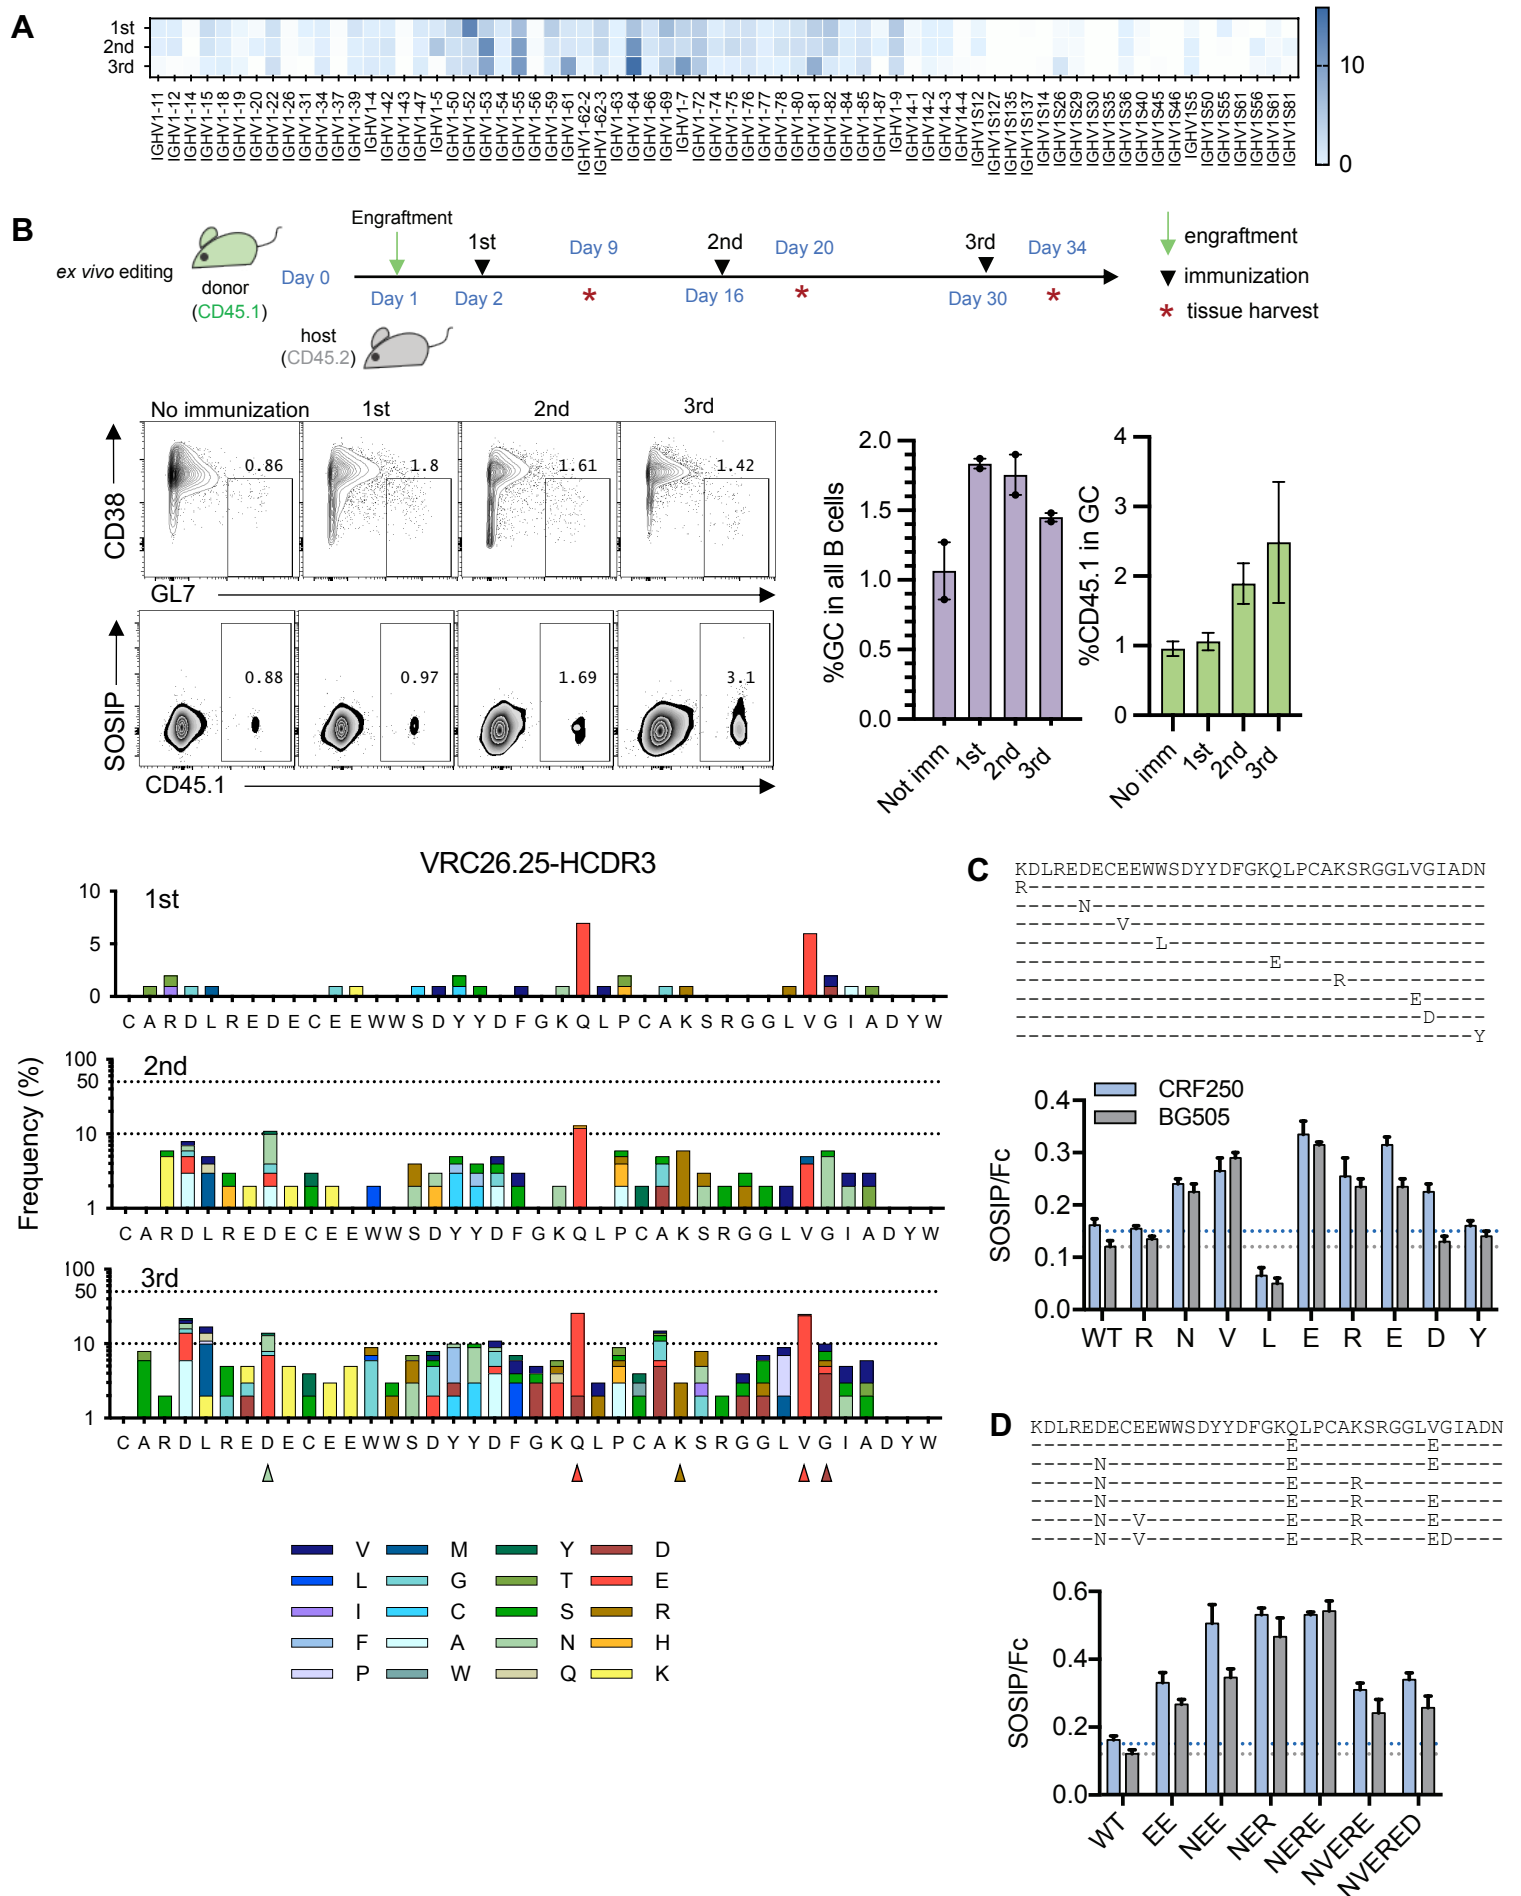 A
1st
2nd
3rd
10
0
IGHV1-11
IGHV1-12
IGHV1-14
IGHV1-15
IGHV1-18
IGHV1-19
IGHV1-20
IGHV1-22
IGHV1-26
IGHV1-31
IGHV1-34
IGHV1-37
IGHV1-39
IGHV1-4
IGHV1-42
IGHV1-43
IGHV1-47
IGHV1-5
IGHV1-50
IGHV1-52
IGHV1-53
IGHV1-54
IGHV1-55
IGHV1-56
IGHV1-59
IGHV1-61
IGHV1-62-2
IGHV1-62-3
IGHV1-63
IGHV1-64
IGHV1-66
IGHV1-69
IGHV1-7
IGHV1-72
IGHV1-74
IGHV1-75
IGHV1-76
IGHV1-77
IGHV1-78
IGHV1-80
IGHV1-81
IGHV1-82
IGHV1-84
IGHV1-85
IGHV1-87
IGHV1-9
IGHV14-1
IGHV14-2
IGHV14-3
IGHV14-4
IGHV1S12
IGHV1S127
IGHV1S135
IGHV1S137
IGHV1S14
IGHV1S26
IGHV1S29
IGHV1S30
IGHV1S35
IGHV1S36
IGHV1S40
IGHV1S45
IGHV1S46
IGHV1S5
IGHV1S50
IGHV1S55
IGHV1S61
IGHV1S56
IGHV1S61
IGHV1S81
B
ex vivo editing
donor
(CD45.1)
host
(CD45.2)
Day 0
Engraftment
Day 1
1st
Day 2
Day 9
*
2nd
Day 16
Day 20
*
3rd
Day 30
Day 34
*
engraftment
immunization
* tissue harvest
No immunization 1st 2nd 3rd
0.86 1.8 1.61 1.42
CD38
GL7
0.88 0.97 1.69 3.1
SOSIP
CD45.1
%GC in all B cells
2.0
1.5
1.0
0.5
0.0
Not imm 1st 2nd 3rd
%CD45.1 in GC
4
3
2
1
0
No imm 1st 2nd 3rd
VRC26.25-HCDR3
Frequency (%)
1st
10
5
0
C A R D L R E D E C E E W W S D Y Y D F G K Q L P C A K S R G G L V G I A D Y W
2nd
100
50
10
1
C A R D L R E D E C E E W W S D Y Y D F G K Q L P C A K S R G G L V G I A D Y W
3rd
100
50
10
1
C A R D L R E D E C E E W W S D Y Y D F G K Q L P C A K S R G G L V G I A D Y W
V M Y D
L G T E
I C S R
F A N H
P W Q K
C
KDLREDECEEWWSDYYDFGKQLPCAKSRGGLVGIADN
R------------------------------------
-----N-------------------------------
--------V----------------------------
-----------L-------------------------
--------------------E----------------
-------------------------R-----------
-------------------------------E-----
--------------------------------D----
------------------------------------Y
CRF250
BG505
SOSIP/Fc
0.4
0.3
0.2
0.1
0.0
WT R N V L E R E D Y
D
KDLREDECEEWWSDYYDFGKQLPCAKSRGGLVGIADN
--------------------E----------E-----
-----N--------------E----------E-----
-----N--------------E----R-----------
-----N--------------E----R-----E-----
-----N--V-----------E----R-----E-----
-----N--V-----------E----R-----ED----
SOSIP/Fc
0.6
0.4
0.2
0.0
WT EE NEE NER NERE NVERE NVERED